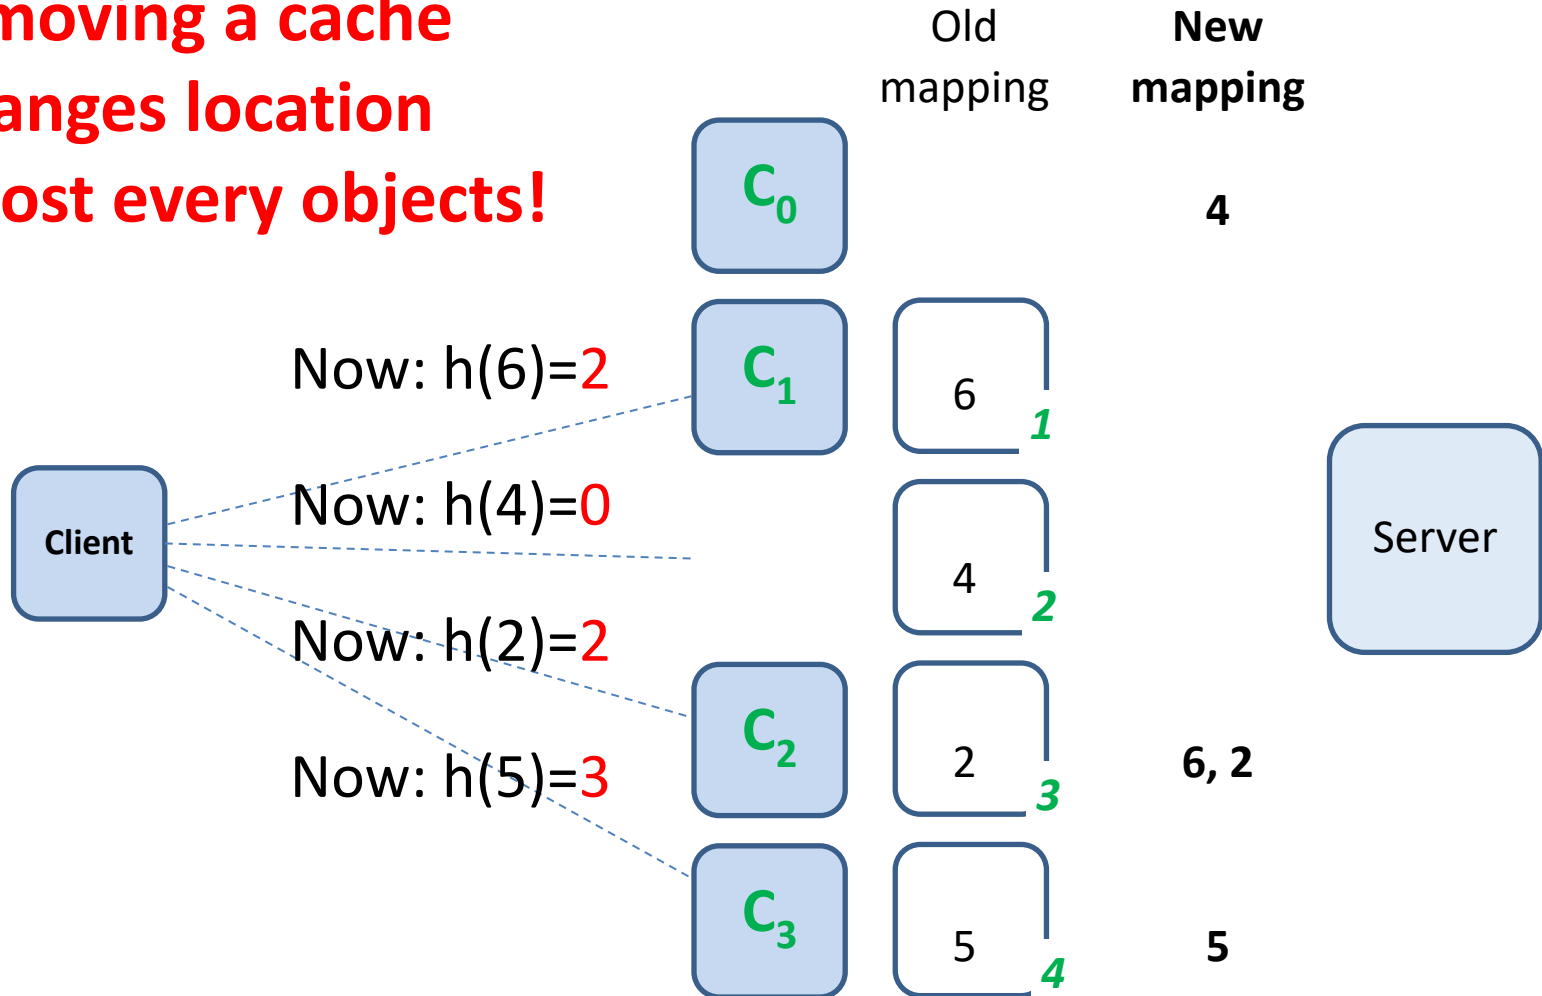 moving a cache
anges location
ost every objects!
Old
mapping
New
mapping
C0
4
Now: h(6)=2
C1
6
1
Now: h(4)=0
Client
4
2
Server
Now: h(2)=2
C2
2
3
6, 2
Now: h(5)=3
C3
5
4
5